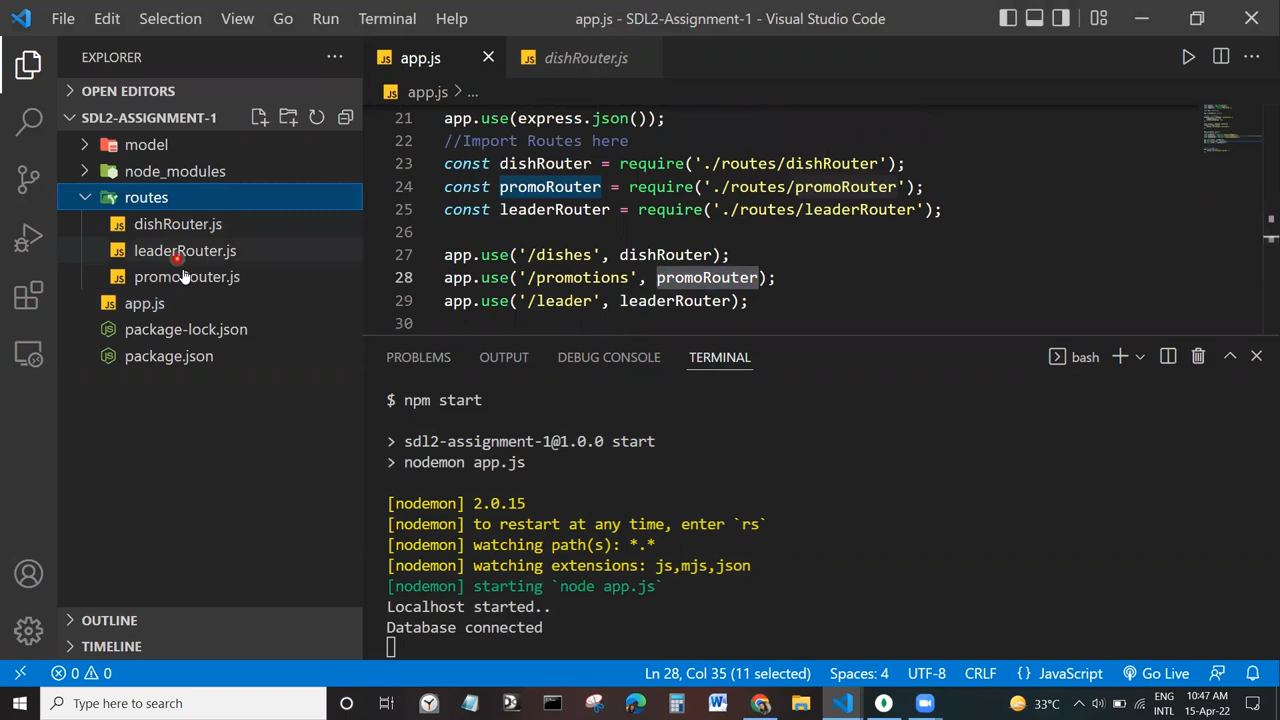 File Edit Selection View Go Run Terminal Help app.js - SDL2-Assignment-1 - Visual Studio Code
EXPLORER
OPEN EDITORS
SDL2-ASSIGNMENT-1
model
node_modules
routes
JS dishRouter.js
JS leaderRouter.js
JS promoRouter.js
JS app.js
package-lock.json
package.json
OUTLINE
TIMELINE
JS app.js
JS dishRouter.js
JS app.js > ...
21 app.use(express.json());
22 //Import Routes here
23 const dishRouter = require('./routes/dishRouter');
24 const promoRouter = require('./routes/promoRouter');
25 const leaderRouter = require('./routes/leaderRouter');
26
27 app.use('/dishes', dishRouter);
28 app.use('/promotions', promoRouter);
29 app.use('/leader', leaderRouter);
30
PROBLEMS OUTPUT DEBUG CONSOLE TERMINAL bash
$ npm start
> sdl2-assignment-1@1.0.0 start
> nodemon app.js
[nodemon] 2.0.15
[nodemon] to restart at any time, enter `rs`
[nodemon] watching path(s): *.*
[nodemon] watching extensions: js,mjs,json
[nodemon] starting `node app.js`
Localhost started..
Database connected
0 0 Ln 28, Col 35 (11 selected) Spaces: 4 UTF-8 CRLF {} JavaScript Go Live
Type here to search
33°C
ENG
INTL
10:47 AM
15-Apr-22